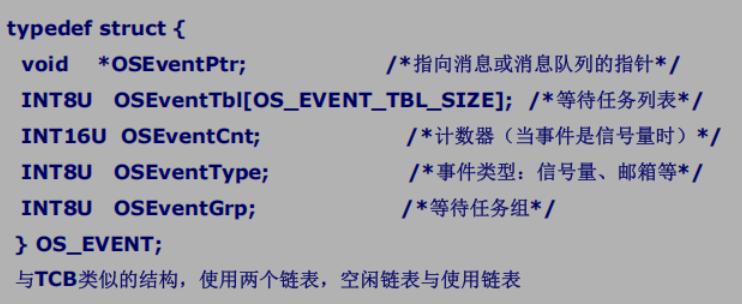 typedef struct {
void *OSEventPtr; /*指向消息或消息队列的指针*/
INT8U OSEventTbl[OS_EVENT_TBL_SIZE]; /*等待任务列表*/
INT16U OSEventCnt; /*计数器（当事件是信号量时）*/
INT8U OSEventType; /*事件类型：信号量、邮箱等*/
INT8U OSEventGrp; /*等待任务组*/
} OS_EVENT;
与TCB类似的结构，使用两个链表，空闲链表与使用链表